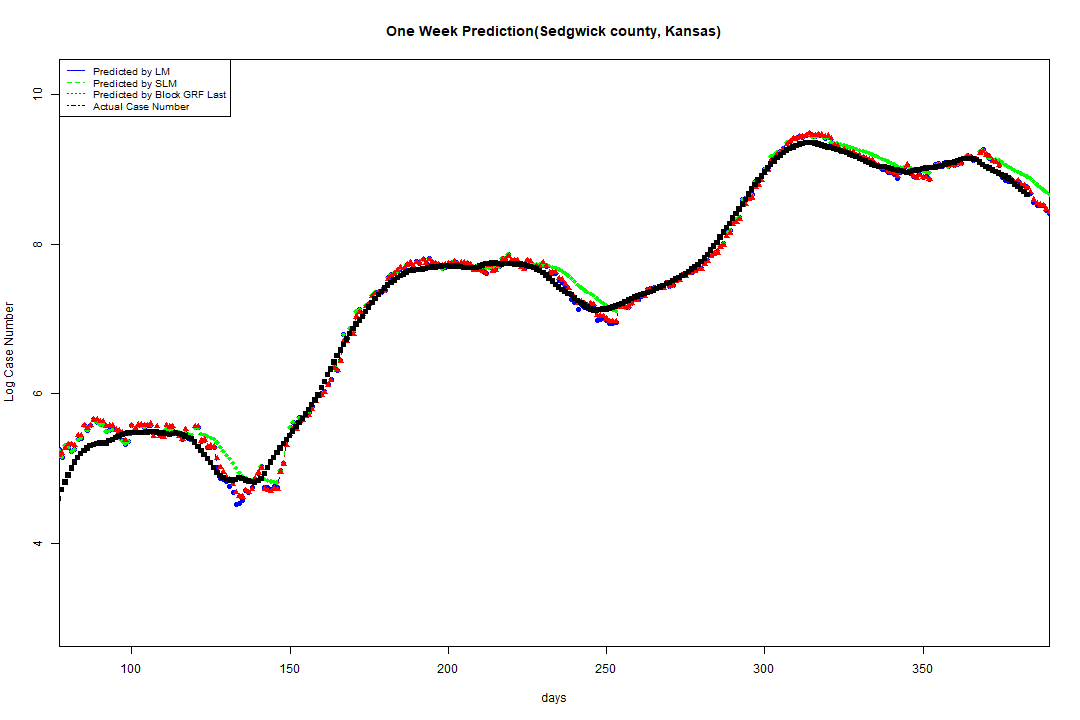 One Week Prediction(Sedgwick county, Kansas)
Predicted by LM
Predicted by SLM
Predicted by Block GRF Last
Actual Case Number
10
8
6
4
Log Case Number
100 150 200 250 300 350
days